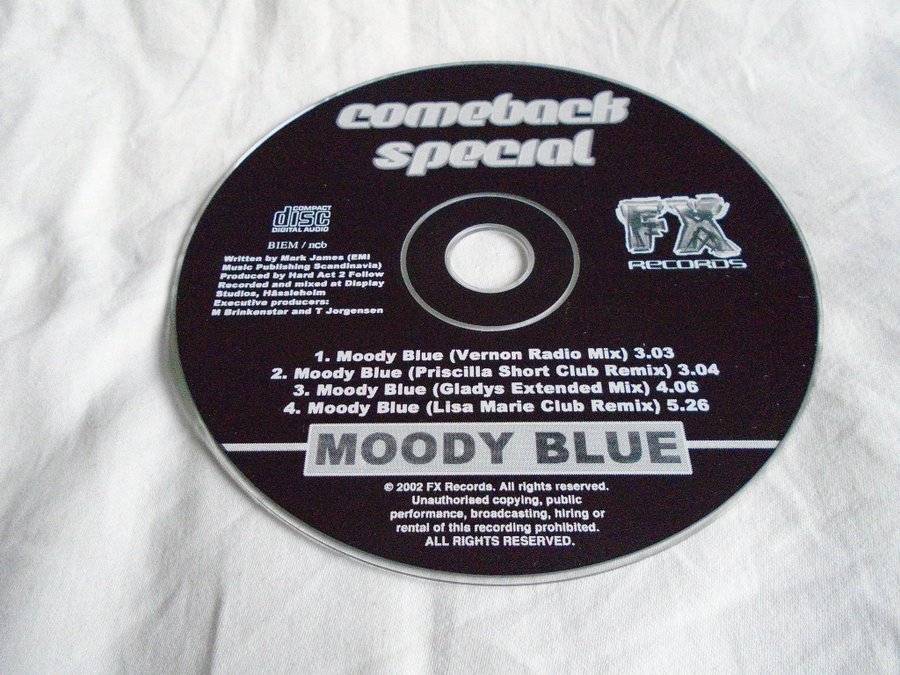 comeback
special
COMPACT
disc
DIGITAL AUDIO
BIEM / ncb
Written by Mark James (EMI
Music Publishing Scandinavia)
Produced by Hard Act 2 Follow
Recorded and mixed at Display
Studios, Hässleholm
Executive producers:
M Brinkenstar and T Jorgensen
FX
RECORDS
1. Moody Blue (Vernon Radio Mix) 3.03
2. Moody Blue (Priscilla Short Club Remix) 3.04
3. Moody Blue (Gladys Extended Mix) 4.06
4. Moody Blue (Lisa Marie Club Remix) 5.26
MOODY BLUE
© 2002 FX Records. All rights reserved.
Unauthorised copying, public
performance, broadcasting, hiring or
rental of this recording prohibited.
ALL RIGHTS RESERVED.